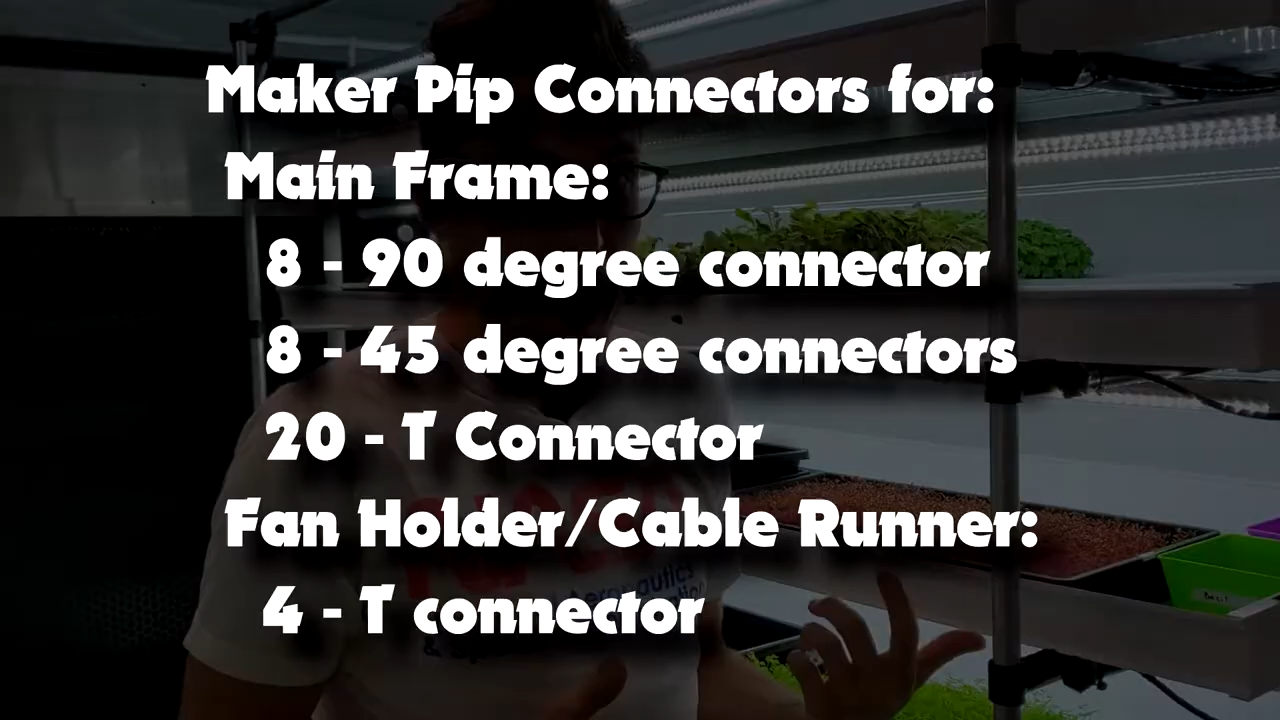 Maker Pip Connectors for:
Main Frame:
8 - 90 degree connector
8 - 45 degree connectors
20 - T Connector
Fan Holder/Cable Runner:
4 - T connector
Aeronautics